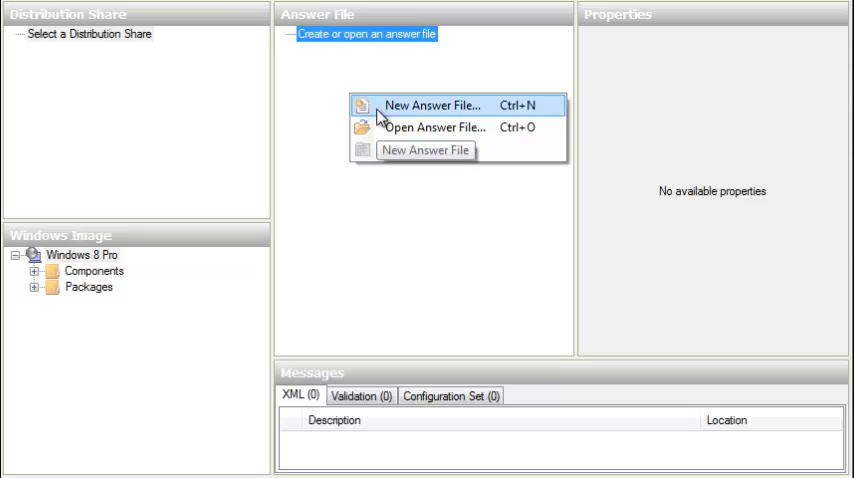 Distribution Share
Select a Distribution Share
Answer File
Create or open an answer file
New Answer File... Ctrl+N
Open Answer File... Ctrl+O
New Answer File
Properties
No available properties
Windows Image
Windows 8 Pro
Components
Packages
Messages
XML (0) Validation (0) Configuration Set (0)
Description Location